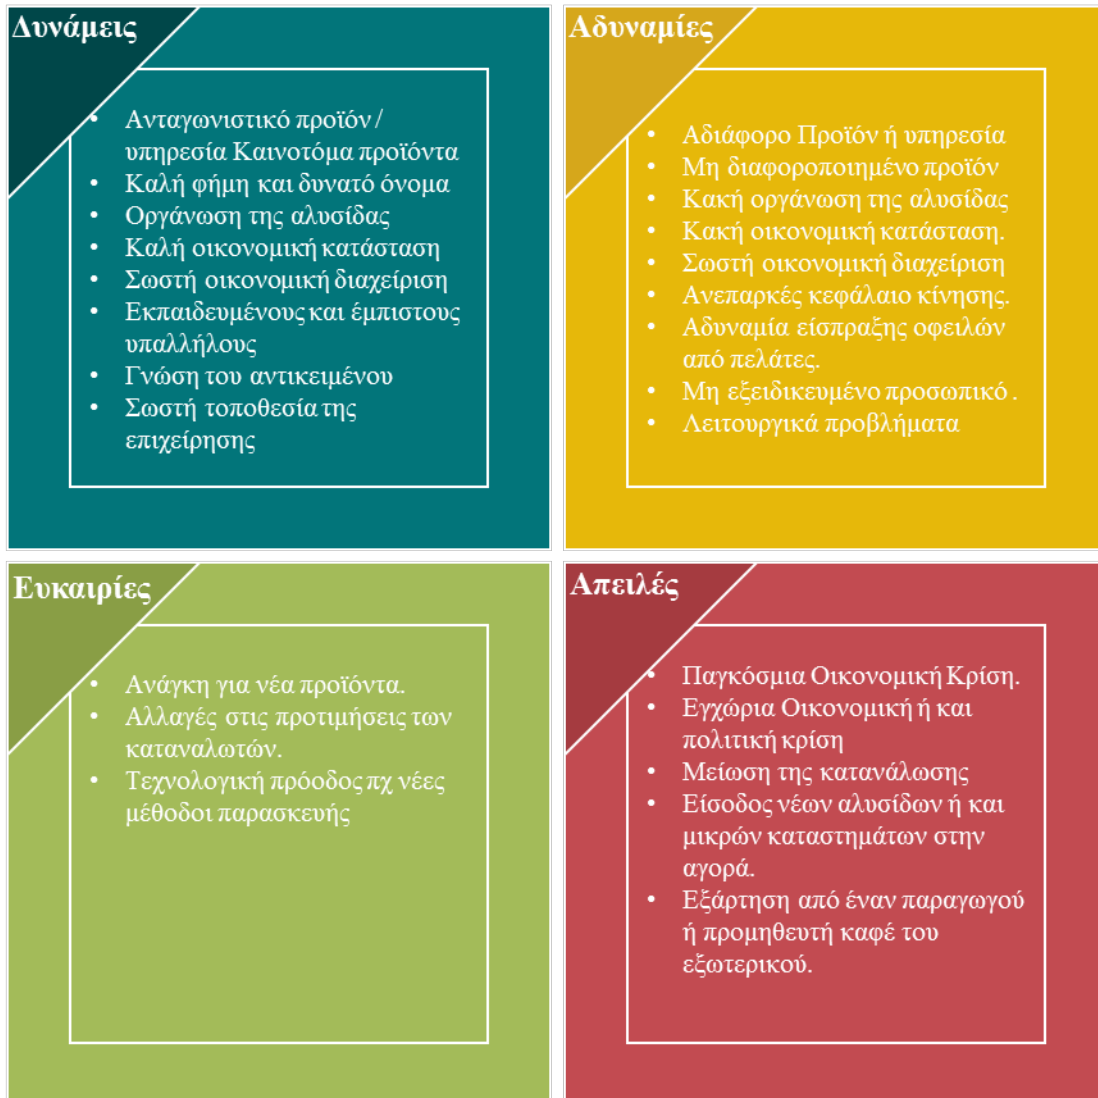 Δυνάμεις
• Ανταγωνιστικό προϊόν /
υπηρεσία Καινοτόμα προϊόντα
• Καλή φήμη και δυνατό όνομα
• Οργάνωση της αλυσίδας
• Καλή οικονομική κατάσταση
• Σωστή οικονομική διαχείριση
• Εκπαιδευμένους και έμπιστους
υπαλλήλους
• Γνώση του αντικειμένου
• Σωστή τοποθεσία της
επιχείρησης
Αδυναμίες
• Αδιάφορο Προϊόν ή υπηρεσία
• Μη διαφοροποιημένο προϊόν
• Κακή οργάνωση της αλυσίδας
• Κακή οικονομική κατάσταση.
• Σωστή οικονομική διαχείριση
• Ανεπαρκές κεφάλαιο κίνησης.
• Αδυναμία είσπραξης οφειλών
από πελάτες.
• Μη εξειδικευμένο προσωπικό .
• Λειτουργικά προβλήματα
Ευκαιρίες
• Ανάγκη για νέα προϊόντα.
• Αλλαγές στις προτιμήσεις των
καταναλωτών.
• Τεχνολογική πρόοδος πχ νέες
μέθοδοι παρασκευής
Απειλές
• Παγκόσμια Οικονομική Κρίση.
• Εγχώρια Οικονομική ή και
πολιτική κρίση
• Μείωση της κατανάλωσης
• Είσοδος νέων αλυσίδων ή και
μικρών καταστημάτων στην
αγορά.
• Εξάρτηση από έναν παραγωγού
ή προμηθευτή καφέ του
εξωτερικού.